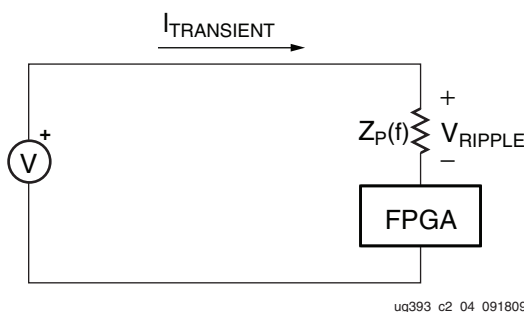 I_TRANSIENT
+
+
Z_P(f)
V_RIPPLE
−
V
FPGA
ug393_c2_04_091809